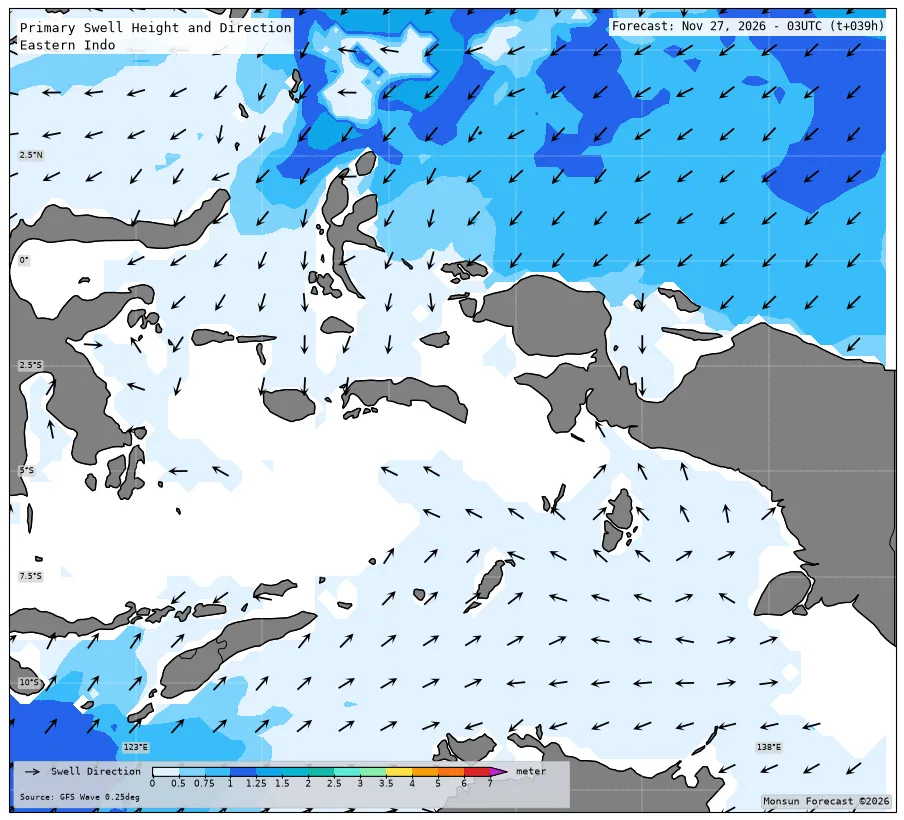 Primary Swell Height and Direction
Eastern Indo
Forecast: Nov 27, 2026 - 03UTC (t+039h)
2.5°N
0°
2.5°S
5°S
7.5°S
10°S
123°E
138°E
Swell Direction
0 0.5 0.75 1 1.25 1.5 2 2.5 3 3.5 4 5 6 7
meter
Source: GFS Wave 0.25deg
Monsun Forecast ©2026